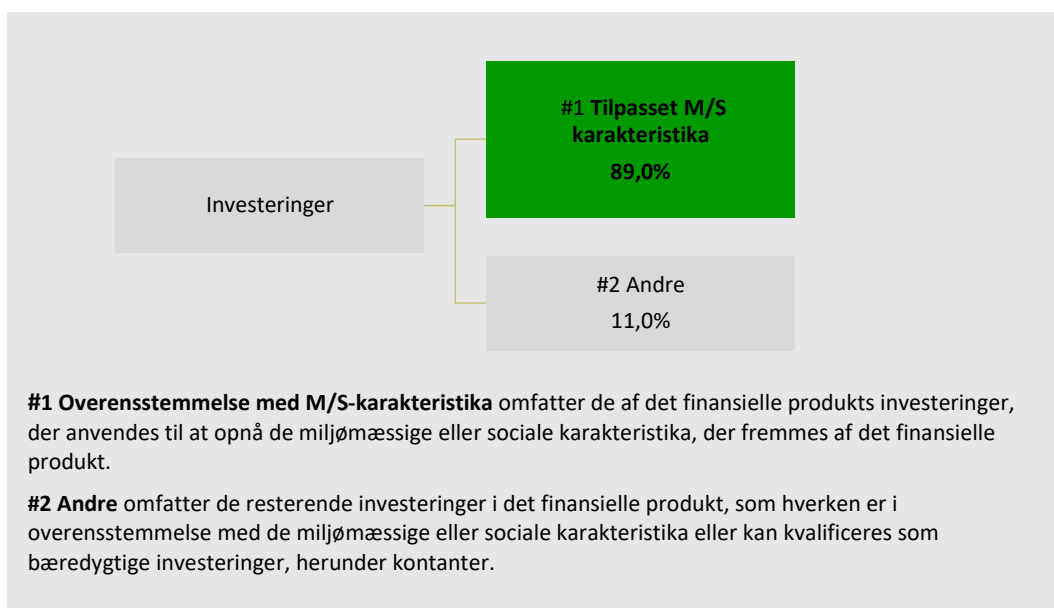 #1 Tilpasset M/S
karakteristika
89,0%
Investeringer
#2 Andre
11,0%
#1 Overensstemmelse med M/S-karakteristika omfatter de af det finansielle produkts investeringer,
der anvendes til at opnå de miljømæssige eller sociale karakteristika, der fremmes af det finansielle
produkt.
#2 Andre omfatter de resterende investeringer i det finansielle produkt, som hverken er i
overensstemmelse med de miljømæssige eller sociale karakteristika eller kan kvalificeres som
bæredygtige investeringer, herunder kontanter.